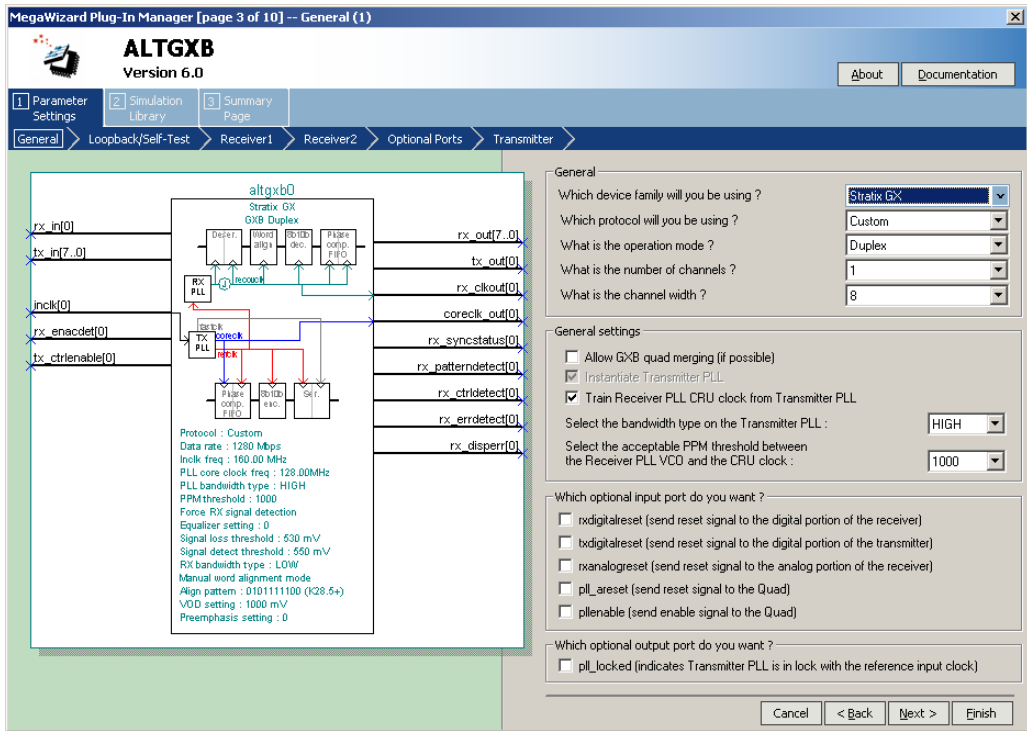 MegaWizard Plug-In Manager [page 3 of 10] -- General (1)
ALTGXB
Version 6.0
About
Documentation
1 Parameter Settings
2 Simulation Library
3 Summary Page
General
Loopback/Self-Test
Receiver1
Receiver2
Optional Ports
Transmitter
altgxb0
Stratix GX
GXB Duplex
rx_in[0]
tx_in[7..0]
inclk[0]
rx_enacdet[0]
tx_ctrlenable[0]
Deser.
Word align
8b10b dec.
Phase comp. FIFO
RX PLL
recovclk
fastclk
TX PLL
coreclk
refclk
Phase comp. FIFO
8b10b enc.
Ser.
rx_out[7..0]
tx_out[0]
rx_clkout[0]
coreclk_out[0]
rx_syncstatus[0]
rx_patterndetect[0]
rx_ctrldetect[0]
rx_errdetect[0]
rx_disperr[0]
Protocol : Custom
Data rate : 1280 Mbps
Inclk freq : 160.00 MHz
PLL core clock freq : 128.00MHz
PLL bandwidth type : HIGH
PPMthreshold : 1000
Force RX signal detection
Equalizer setting : 0
Signal loss threshold : 530 mV
Signal detect threshold : 550 mV
RX bandwidth type : LOW
Manual word alignment mode
Align pattern : 0101111100 (K28.5+)
VOD setting : 1000 mV
Preemphasis setting : 0
General
Which device family will you be using ?
Stratix GX
Which protocol will you be using ?
Custom
What is the operation mode ?
Duplex
What is the number of channels ?
1
What is the channel width ?
8
General settings
Allow GXB quad merging (if possible)
Instantiate Transmitter PLL
Train Receiver PLL CRU clock from Transmitter PLL
Select the bandwidth type on the Transmitter PLL :
HIGH
Select the acceptable PPM threshold between
the Receiver PLL VCO and the CRU clock :
1000
Which optional input port do you want ?
rxdigitalreset (send reset signal to the digital portion of the receiver)
txdigitalreset (send reset signal to the digital portion of the transmitter)
rxanalogreset (send reset signal to the analog portion of the receiver)
pll_areset (send reset signal to the Quad)
pllenable (send enable signal to the Quad)
Which optional output port do you want ?
pll_locked (indicates Transmitter PLL is in lock with the reference input clock)
Cancel
< Back
Next >
Finish